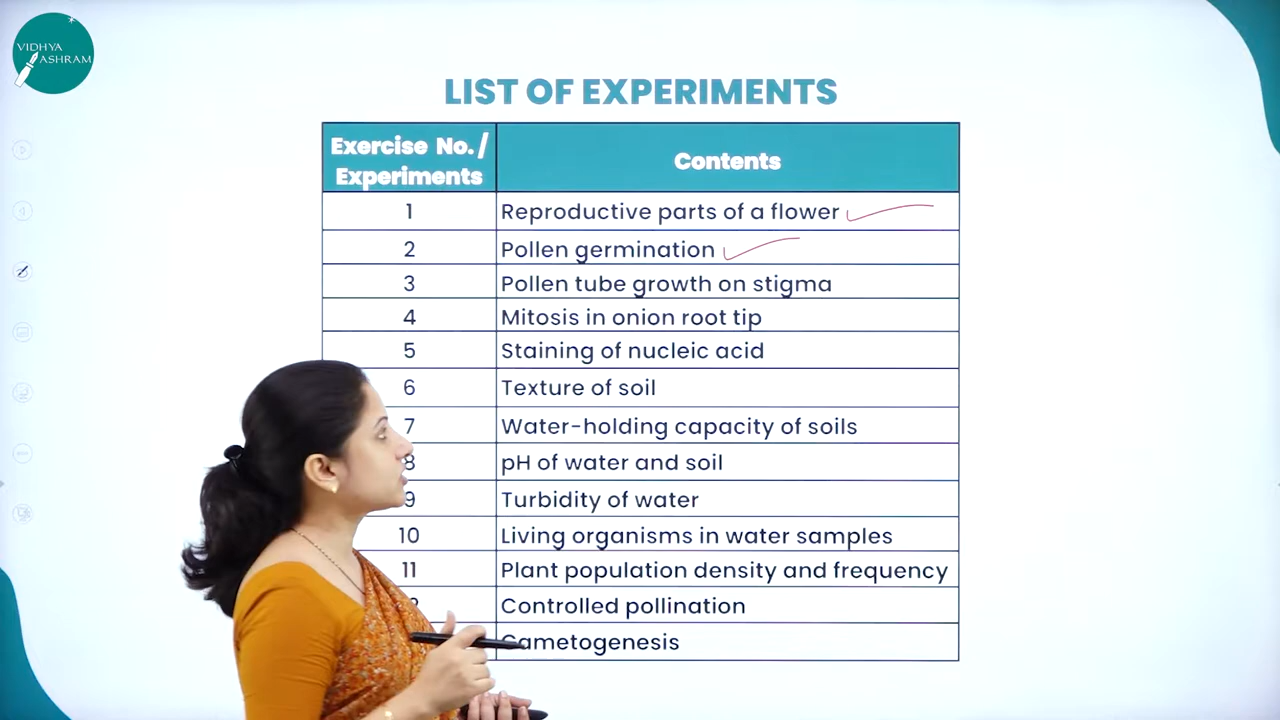 VIDHYA
ASHRAM
LIST OF EXPERIMENTS
Exercise No./
Experiments
Contents
1 Reproductive parts of a flower
2 Pollen germination
3 Pollen tube growth on stigma
4 Mitosis in onion root tip
5 Staining of nucleic acid
6 Texture of soil
7 Water-holding capacity of soils
8 pH of water and soil
9 Turbidity of water
10 Living organisms in water samples
11 Plant population density and frequency
Controlled pollination
Gametogenesis